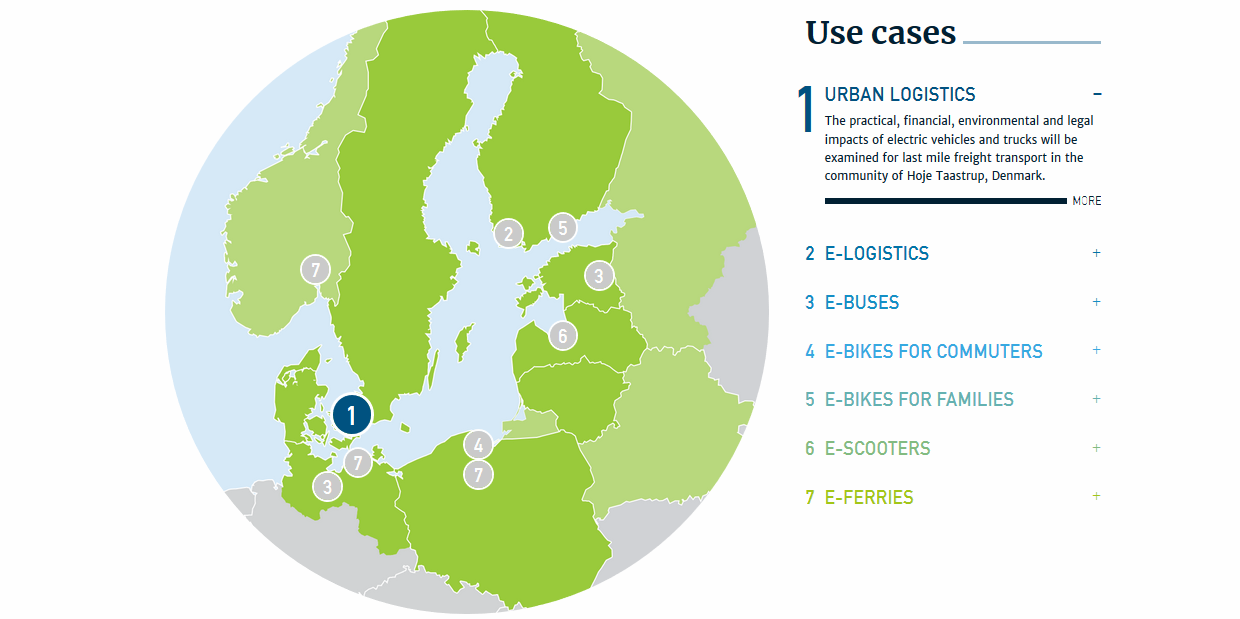 Use cases
1 URBAN LOGISTICS –
The practical, financial, environmental and legal
impacts of electric vehicles and trucks will be
examined for last mile freight transport in the
community of Hoje Taastrup, Denmark.
MORE
2 E-LOGISTICS +
3 E-BUSES +
4 E-BIKES FOR COMMUTERS +
5 E-BIKES FOR FAMILIES +
6 E-SCOOTERS +
7 E-FERRIES +
2
5
7
3
6
1
4
7
7
3